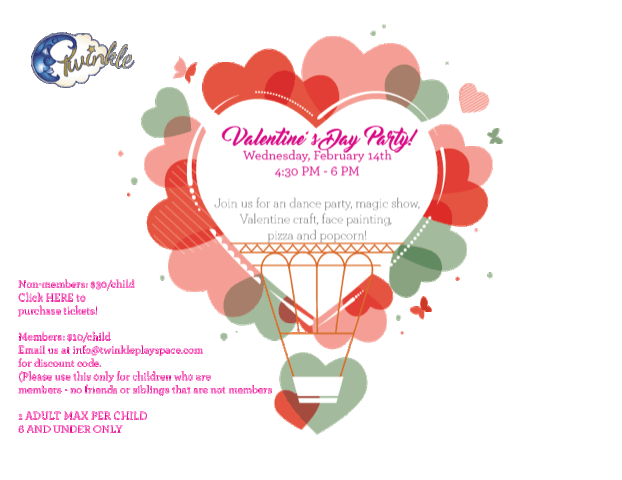 Twinkle
Valentine's Day Party!
Wednesday, February 14th
4:30 PM - 6 PM
Join us for an dance party, magic show,
Valentine craft, face painting,
pizza and popcorn!
Non-members: $30/child
Click HERE to
purchase tickets!
Members: $10/child
Email us at info@twinkleplayspace.com
for discount code.
(Please use this only for children who are
members - no friends or siblings that are not members
1 ADULT MAX PER CHILD
6 AND UNDER ONLY